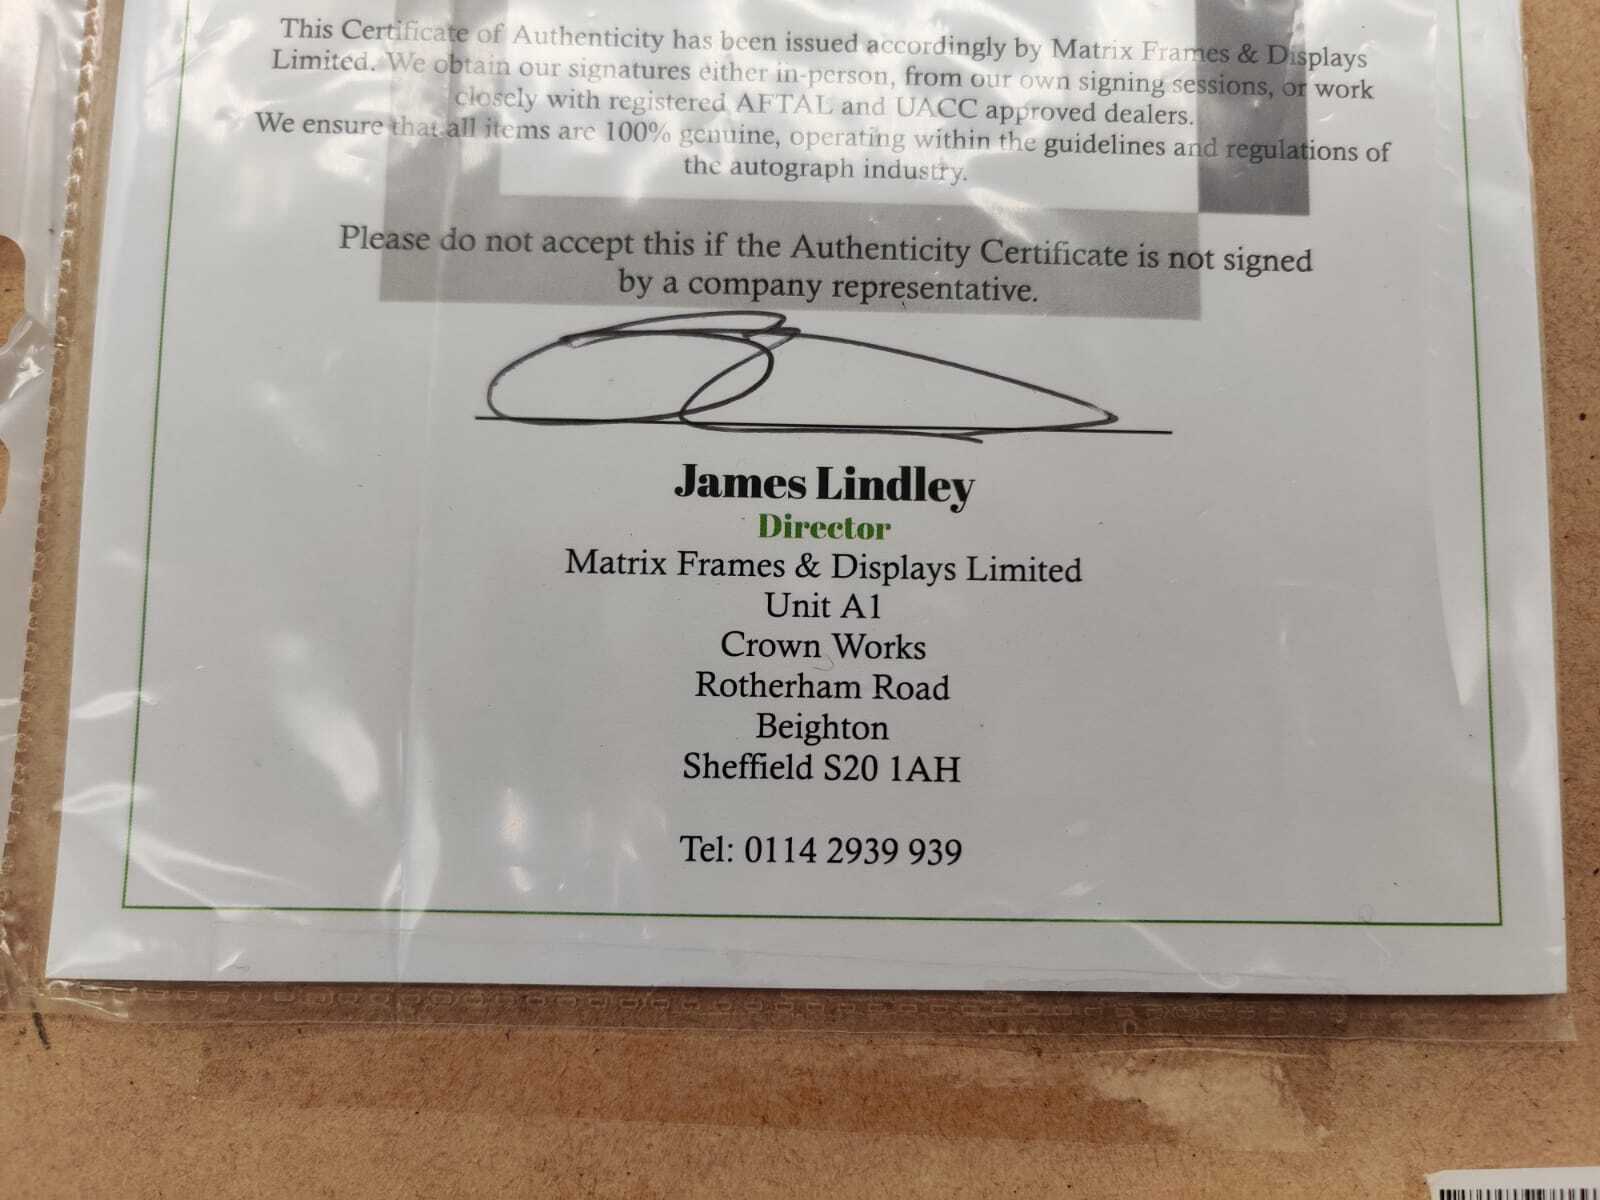 This Certificate of Authenticity has been issued accordingly by Matrix Frames & Displays
Limited. We obtain our signatures either in-person, from our own signing sessions, or work
closely with registered AFTAL and UACC approved dealers.
We ensure that all items are 100% genuine, operating within the guidelines and regulations of
the autograph industry.
Please do not accept this if the Authenticity Certificate is not signed
by a company representative.
James Lindley
Director
Matrix Frames & Displays Limited
Unit A1
Crown Works
Rotherham Road
Beighton
Sheffield S20 1AH
Tel: 0114 2939 939